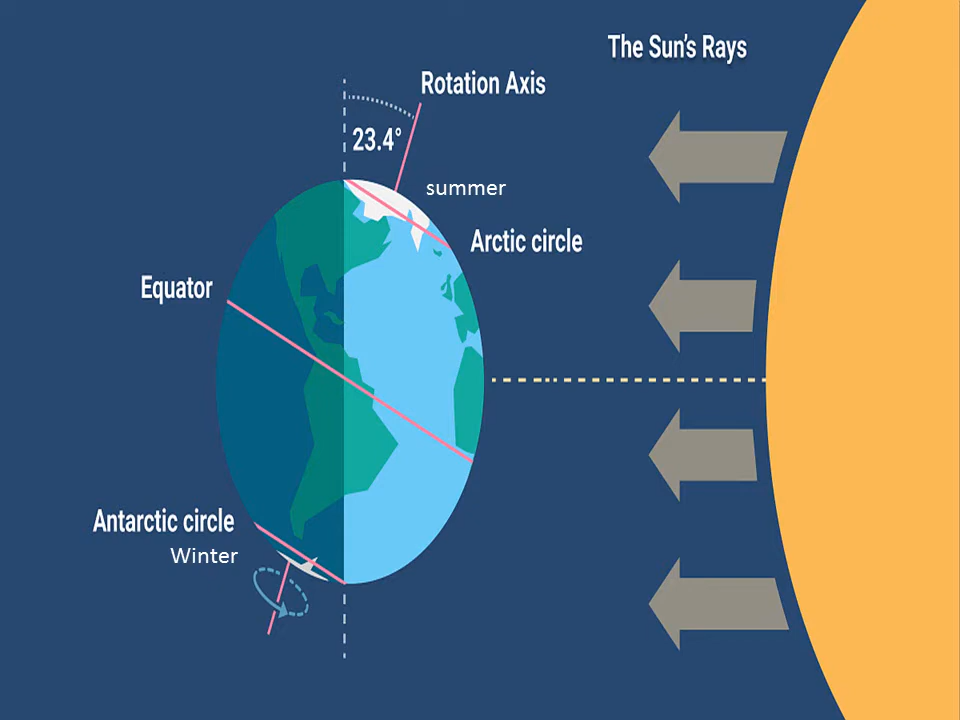 The Sun's Rays
Rotation Axis
23.4°
summer
Arctic circle
Equator
Antarctic circle
Winter